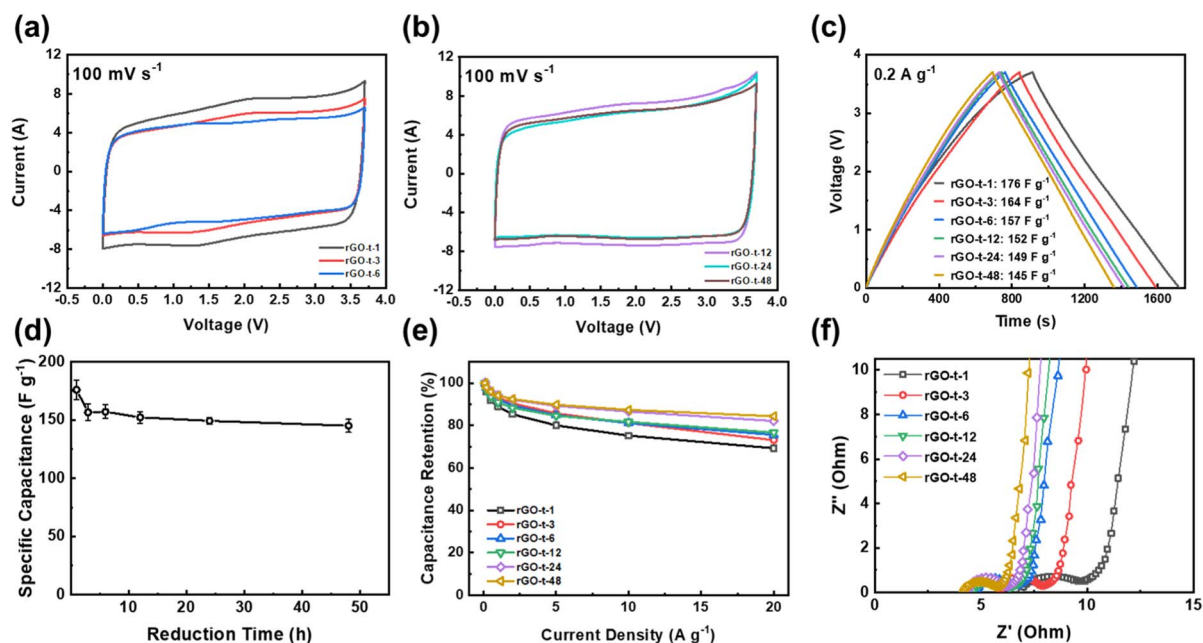 (a)
100 mV s-1
Current (A)
12
8
4
0
-4
-8
-12
-0.5 0.0 0.5 1.0 1.5 2.0 2.5 3.0 3.5 4.0
Voltage (V)
rGO-t-1
rGO-t-3
rGO-t-6
(b)
100 mV s-1
Current (A)
12
8
4
0
-4
-8
-12
-0.5 0.0 0.5 1.0 1.5 2.0 2.5 3.0 3.5 4.0
Voltage (V)
rGO-t-12
rGO-t-24
rGO-t-48
(c)
0.2 A g-1
Voltage (V)
4
3
2
1
0
0 400 800 1200 1600
Time (s)
rGO-t-1: 176 F g-1
rGO-t-3: 164 F g-1
rGO-t-6: 157 F g-1
rGO-t-12: 152 F g-1
rGO-t-24: 149 F g-1
rGO-t-48: 145 F g-1
(d)
Specific Capacitance (F g-1)
200
150
100
50
0
10 20 30 40 50
Reduction Time (h)
(e)
Capacitance Retention (%)
100
80
60
40
20
0
0 5 10 15 20
Current Density (A g-1)
rGO-t-1
rGO-t-3
rGO-t-6
rGO-t-12
rGO-t-24
rGO-t-48
(f)
Z'' (Ohm)
10
8
6
4
2
0
0 5 10 15
Z' (Ohm)
rGO-t-1
rGO-t-3
rGO-t-6
rGO-t-12
rGO-t-24
rGO-t-48